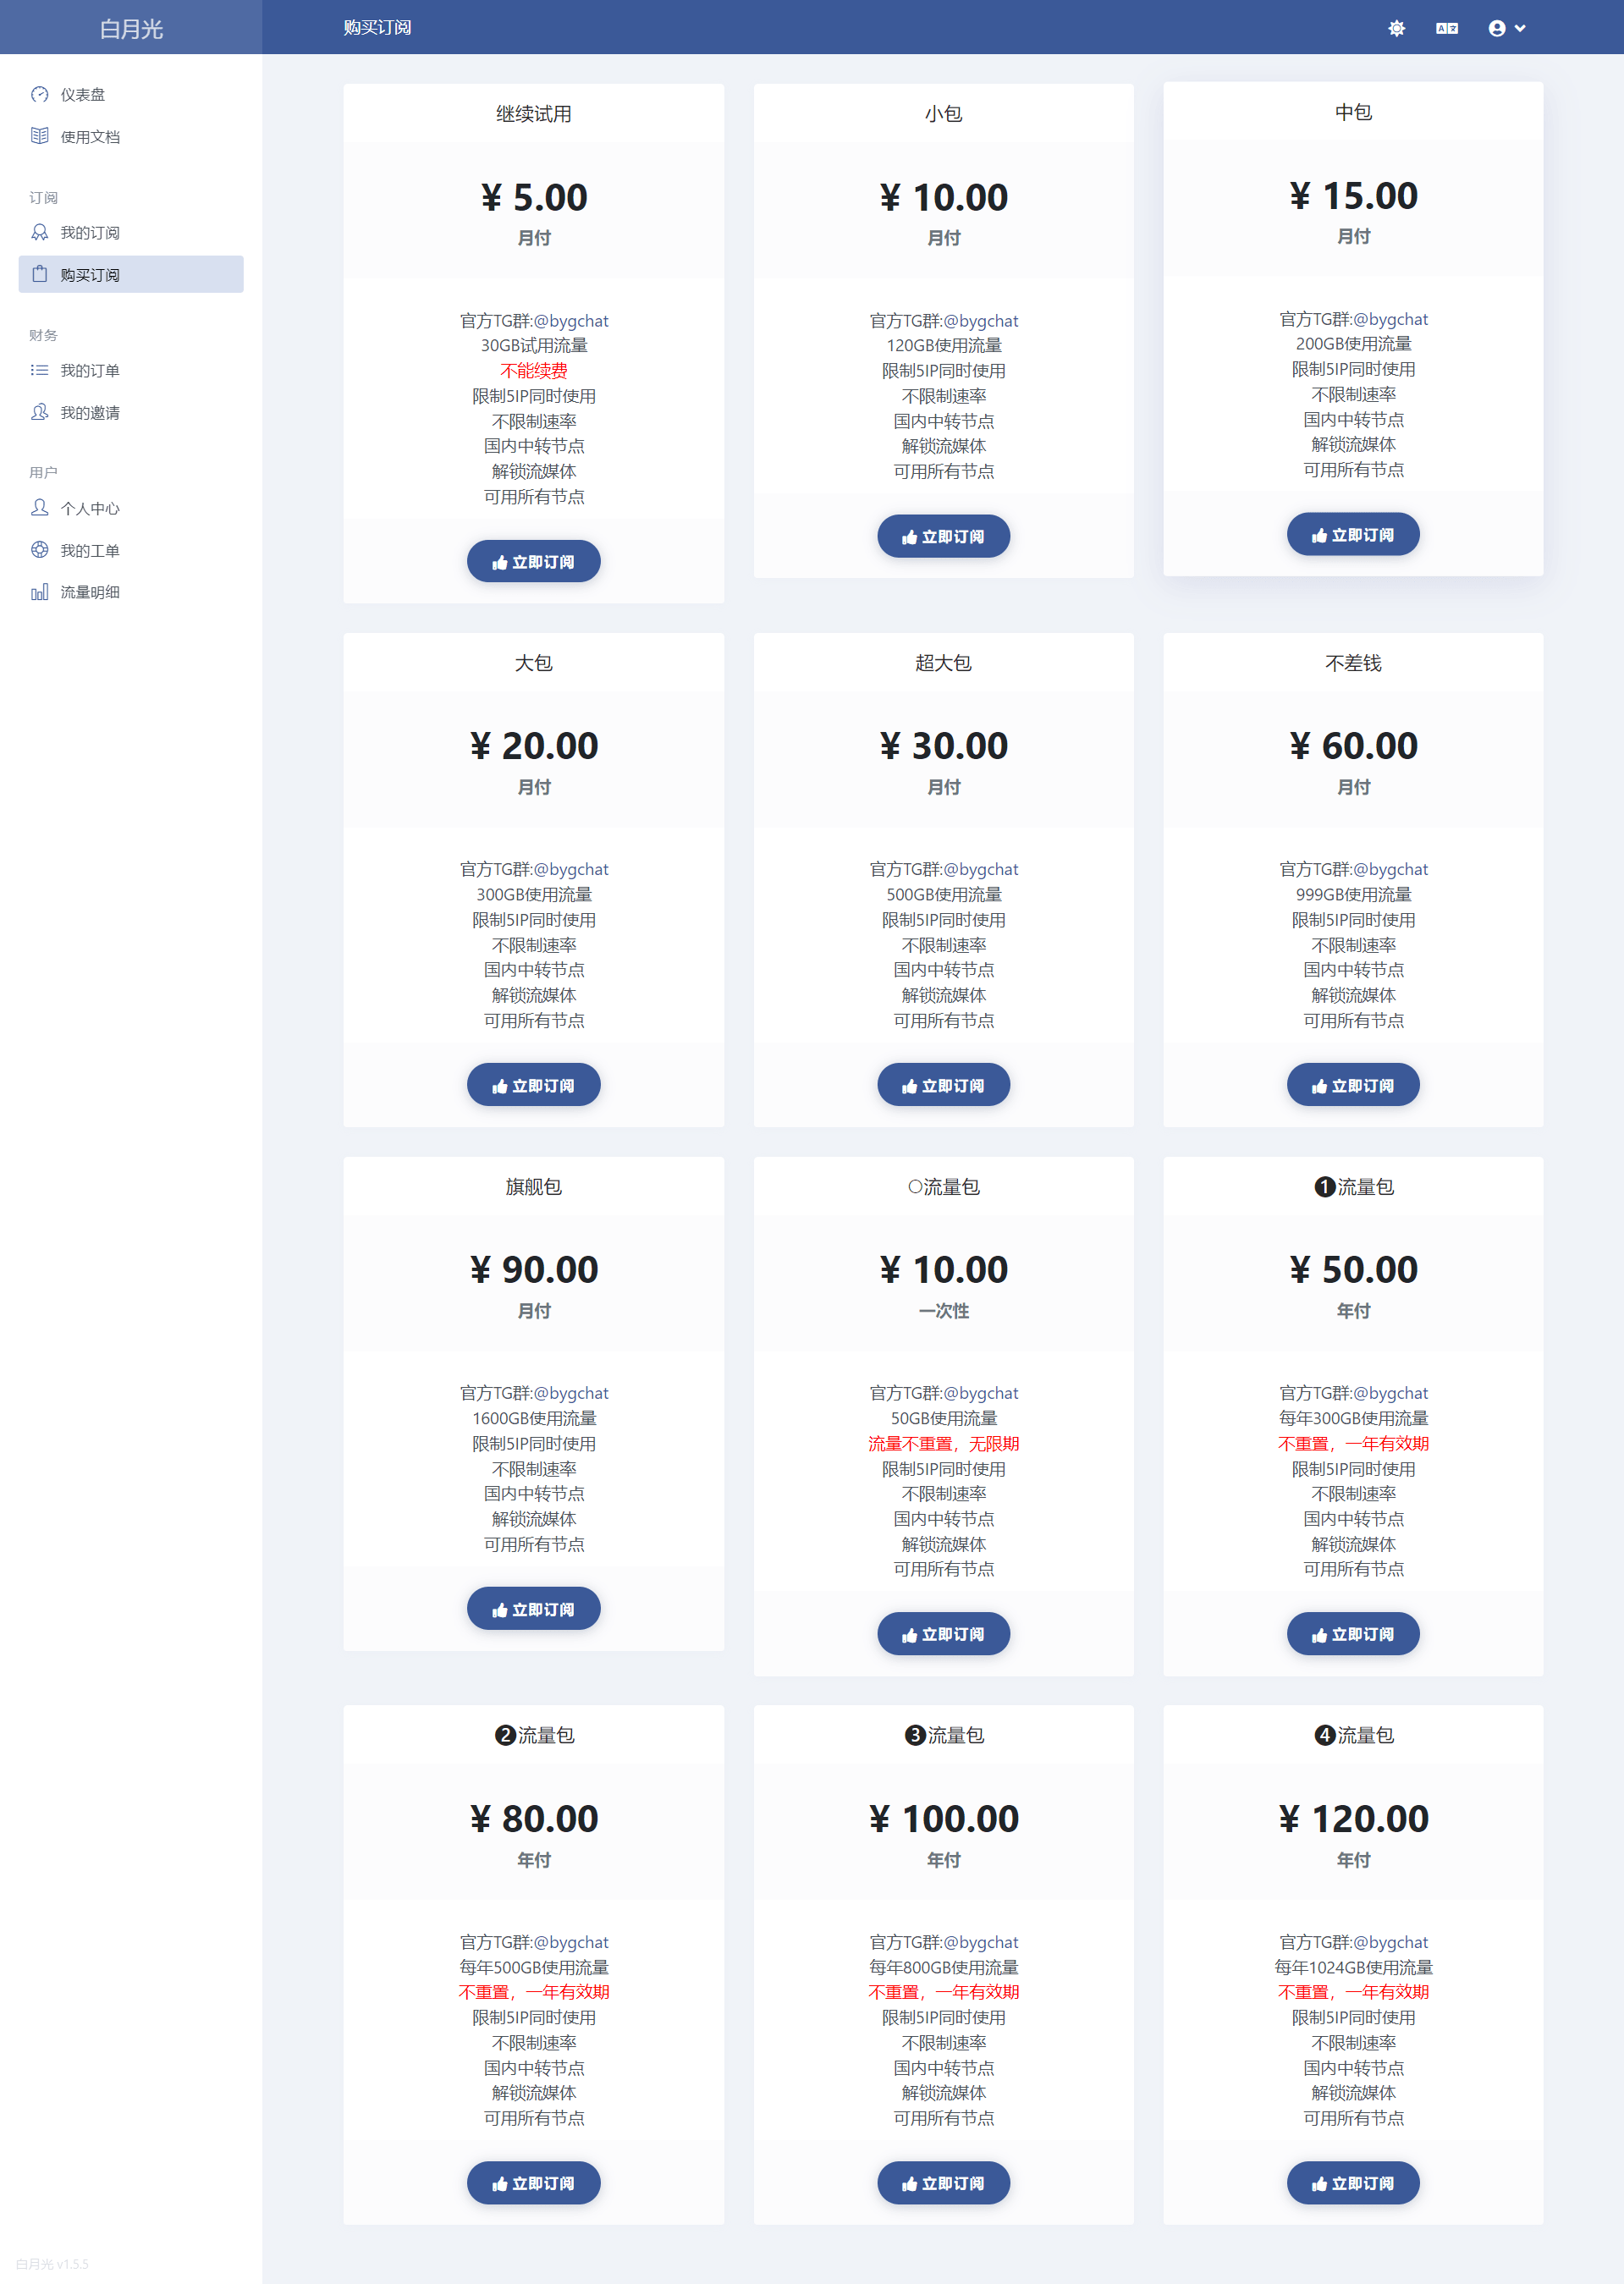 白月光
购买订阅
仪表盘
使用文档
订阅
我的订阅
购买订阅
财务
我的订单
我的邀请
用户
个人中心
我的工单
流量明细
继续试用
¥ 5.00
月付
官方TG群:@bygchat
30GB试用流量
不能续费
限制5IP同时使用
不限制速率
国内中转节点
解锁流媒体
可用所有节点
立即订阅
小包
¥ 10.00
月付
官方TG群:@bygchat
120GB使用流量
限制5IP同时使用
不限制速率
国内中转节点
解锁流媒体
可用所有节点
立即订阅
中包
¥ 15.00
月付
官方TG群:@bygchat
200GB使用流量
限制5IP同时使用
不限制速率
国内中转节点
解锁流媒体
可用所有节点
立即订阅
大包
¥ 20.00
月付
官方TG群:@bygchat
300GB使用流量
限制5IP同时使用
不限制速率
国内中转节点
解锁流媒体
可用所有节点
立即订阅
超大包
¥ 30.00
月付
官方TG群:@bygchat
500GB使用流量
限制5IP同时使用
不限制速率
国内中转节点
解锁流媒体
可用所有节点
立即订阅
不差钱
¥ 60.00
月付
官方TG群:@bygchat
999GB使用流量
限制5IP同时使用
不限制速率
国内中转节点
解锁流媒体
可用所有节点
立即订阅
旗舰包
¥ 90.00
月付
官方TG群:@bygchat
1600GB使用流量
限制5IP同时使用
不限制速率
国内中转节点
解锁流媒体
可用所有节点
立即订阅
○流量包
¥ 10.00
一次性
官方TG群:@bygchat
50GB使用流量
流量不重置，无限期
限制5IP同时使用
不限制速率
国内中转节点
解锁流媒体
可用所有节点
立即订阅
❶流量包
¥ 50.00
年付
官方TG群:@bygchat
每年300GB使用流量
不重置，一年有效期
限制5IP同时使用
不限制速率
国内中转节点
解锁流媒体
可用所有节点
立即订阅
❷流量包
¥ 80.00
年付
官方TG群:@bygchat
每年500GB使用流量
不重置，一年有效期
限制5IP同时使用
不限制速率
国内中转节点
解锁流媒体
可用所有节点
立即订阅
❸流量包
¥ 100.00
年付
官方TG群:@bygchat
每年800GB使用流量
不重置，一年有效期
限制5IP同时使用
不限制速率
国内中转节点
解锁流媒体
可用所有节点
立即订阅
❹流量包
¥ 120.00
年付
官方TG群:@bygchat
每年1024GB使用流量
不重置，一年有效期
限制5IP同时使用
不限制速率
国内中转节点
解锁流媒体
可用所有节点
立即订阅
白月光 v1.5.5